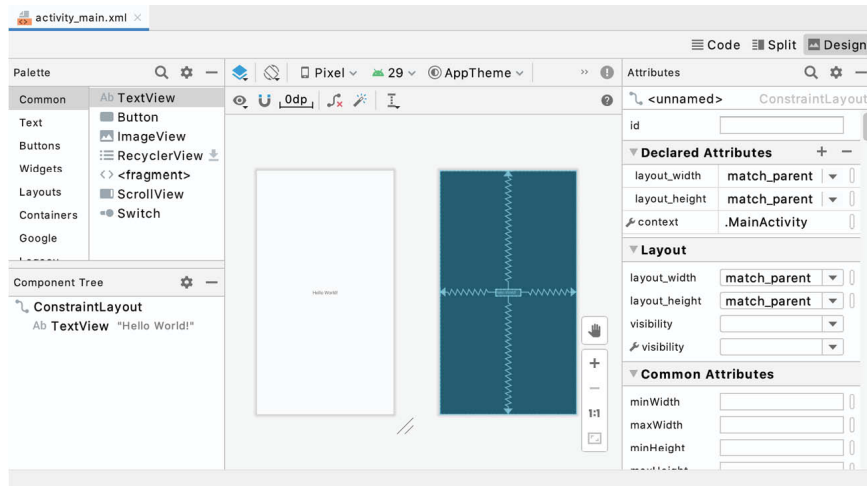 activity_main.xml
Code Split Design
Palette
Common
Text
Buttons
Widgets
Layouts
Containers
Google
Ab TextView
Button
ImageView
RecyclerView
<fragment>
ScrollView
Switch
Component Tree
ConstraintLayout
Ab TextView "Hello World!"
Pixel 29 AppTheme »
0dp
Hello World!
1:1
Attributes
<unnamed> ConstraintLayout
id
Declared Attributes
layout_width match_parent
layout_height match_parent
context .MainActivity
Layout
layout_width match_parent
layout_height match_parent
visibility
visibility
Common Attributes
minWidth
maxWidth
minHeight